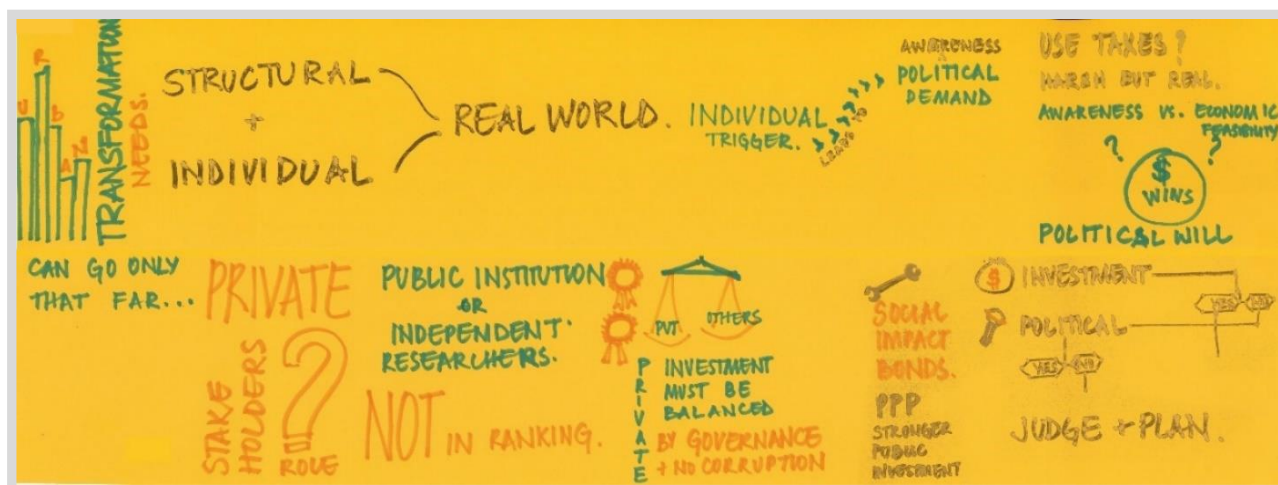 U R B A N
TRANSFORMATION
NEEDS.
STRUCTURAL
+
INDIVIDUAL
REAL WORLD.
INDIVIDUAL
TRIGGER.
LEADS TO
AWARENESS
POLITICAL
DEMAND
USE TAXES?
HARSH BUT REAL.
AWARENESS VS. ECONOMIC
FEASIBILITY
? ?
$
WINS
POLITICAL WILL
CAN GO ONLY
THAT FAR...
PRIVATE
STAKE
HOLDERS
?
ROLE
PUBLIC INSTITUTION
OR
INDEPENDENT
RESEARCHERS.
NOT IN RANKING.
PVT
OTHERS
PRIVATE
INVESTMENT
MUST BE
BALANCED
BY GOVERNANCE
+ NO CORRUPTION
SOCIAL
IMPACT
BONDS.
PPP
STRONGER
PUBLIC
INVESTMENT
$ INVESTMENT
YES NO
POLITICAL
YES NO
JUDGE + PLAN.